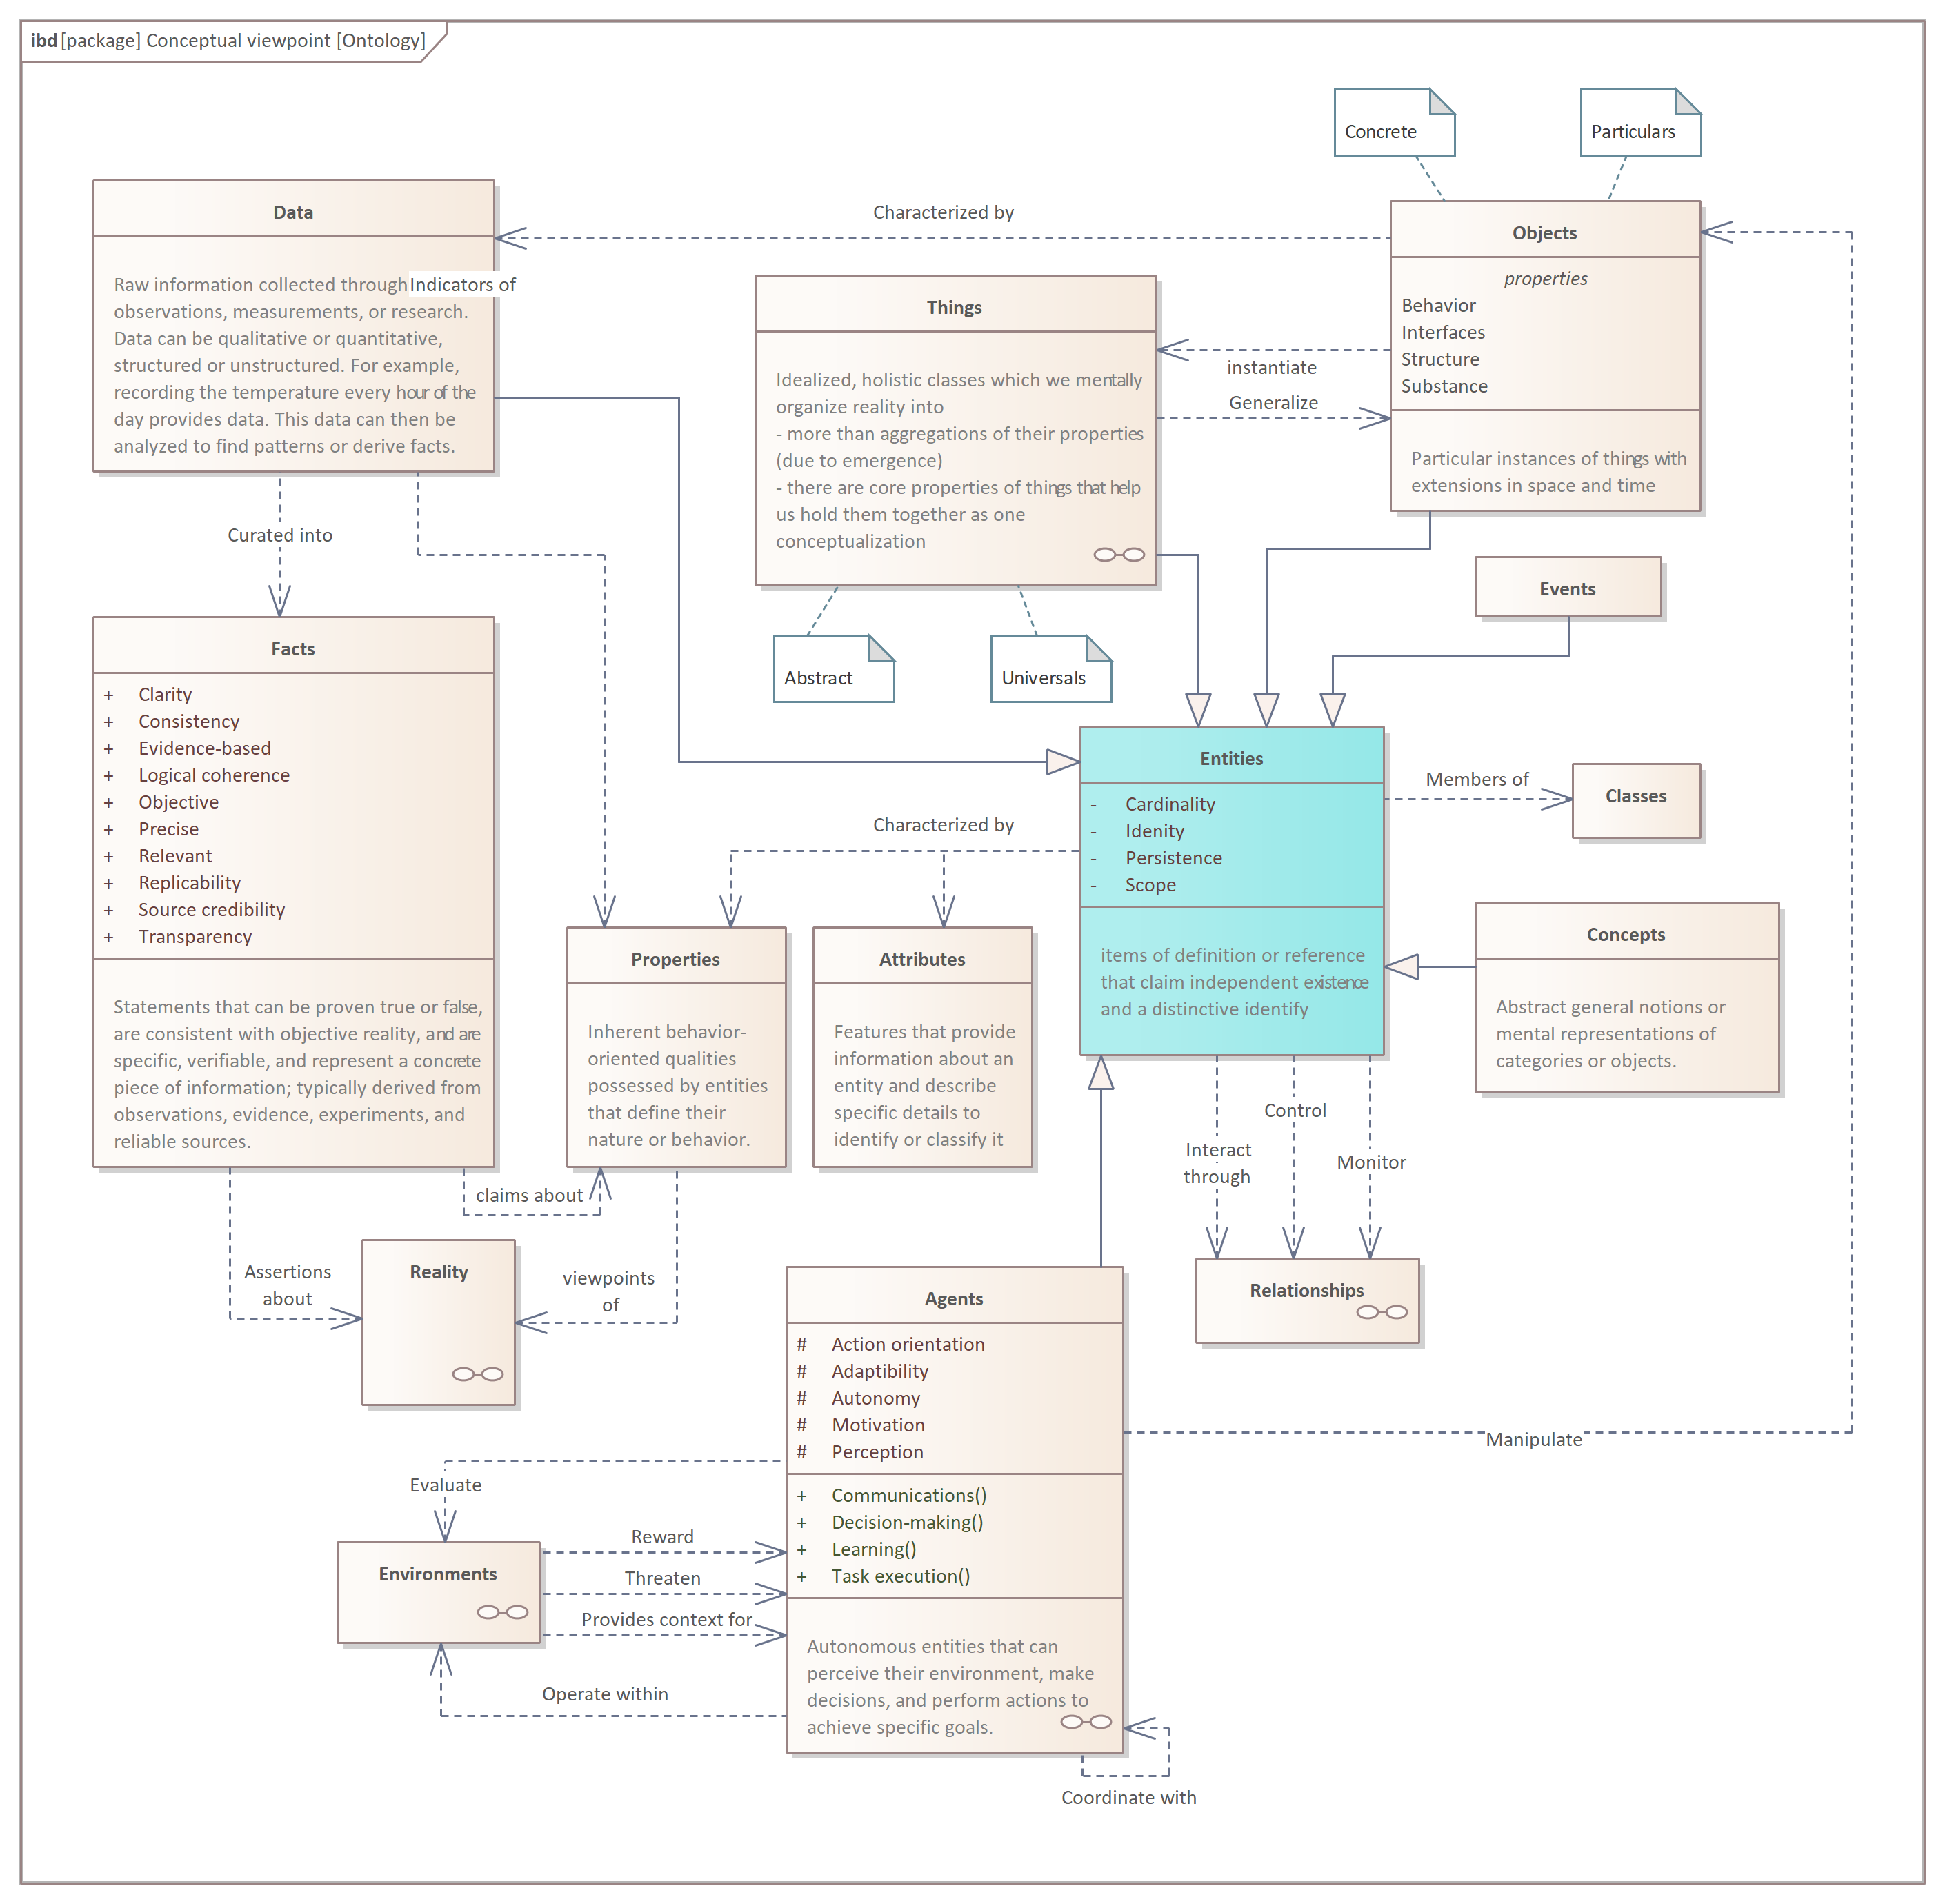 ibd [package] Conceptual viewpoint [Ontology]
Concrete
Particulars
Data
Raw information collected through
observations, measurements, or research.
Data can be qualitative or quantitative,
structured or unstructured. For example,
recording the temperature every hour of the
day provides data. This data can then be
analyzed to find patterns or derive facts.
Indicators of
Characterized by
Objects
properties
Behavior
Interfaces
Structure
Substance
Particular instances of things with
extensions in space and time
Things
Idealized, holistic classes which we mentally
organize reality into
- more than aggregations of their properties
(due to emergence)
- there are core properties of things that help
us hold them together as one
conceptualization
instantiate
Generalize
Curated into
Events
Abstract
Universals
Facts
+ Clarity
+ Consistency
+ Evidence-based
+ Logical coherence
+ Objective
+ Precise
+ Relevant
+ Replicability
+ Source credibility
+ Transparency
Statements that can be proven true or false,
are consistent with objective reality, and are
specific, verifiable, and represent a concrete
piece of information; typically derived from
observations, evidence, experiments, and
reliable sources.
Entities
- Cardinality
- Idenity
- Persistence
- Scope
items of definition or reference
that claim independent existence
and a distinctive identify
Members of
Classes
Characterized by
Properties
Inherent behavior-
oriented qualities
possessed by entities
that define their
nature or behavior.
Attributes
Features that provide
information about an
entity and describe
specific details to
identify or classify it
Concepts
Abstract general notions or
mental representations of
categories or objects.
Control
Interact
through
Monitor
claims about
Assertions
about
Reality
viewpoints
of
Relationships
Agents
# Action orientation
# Adaptibility
# Autonomy
# Motivation
# Perception
+ Communications()
+ Decision-making()
+ Learning()
+ Task execution()
Autonomous entities that can
perceive their environment, make
decisions, and perform actions to
achieve specific goals.
Manipulate
Evaluate
Environments
Reward
Threaten
Provides context for
Operate within
Coordinate with